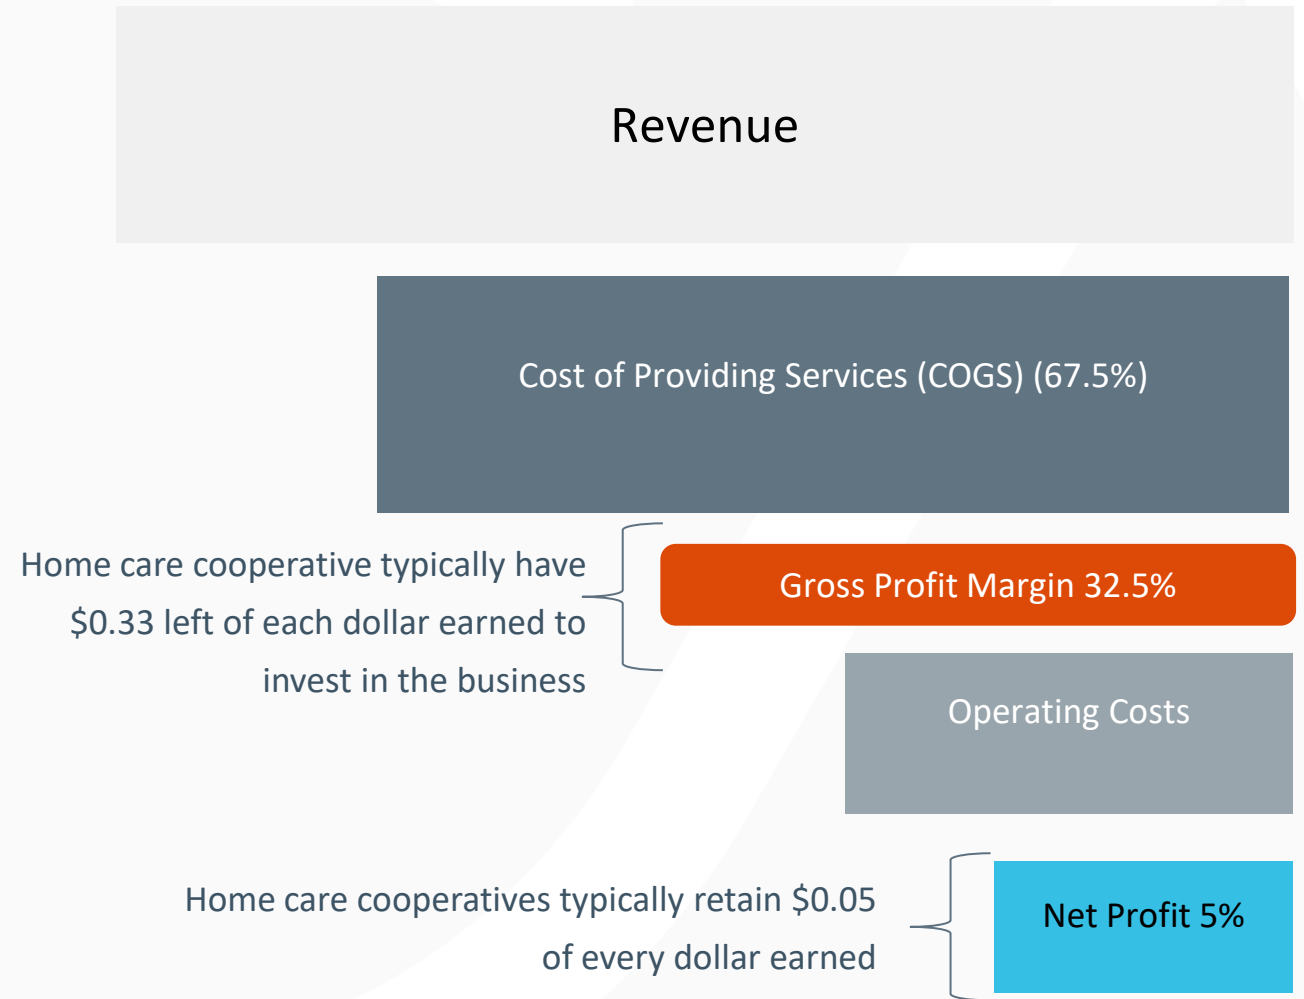 Revenue
Cost of Providing Services (COGS) (67.5%)
Home care cooperative typically have
$0.33 left of each dollar earned to
invest in the business
Gross Profit Margin 32.5%
Operating Costs
Home care cooperatives typically retain $0.05
of every dollar earned
Net Profit 5%